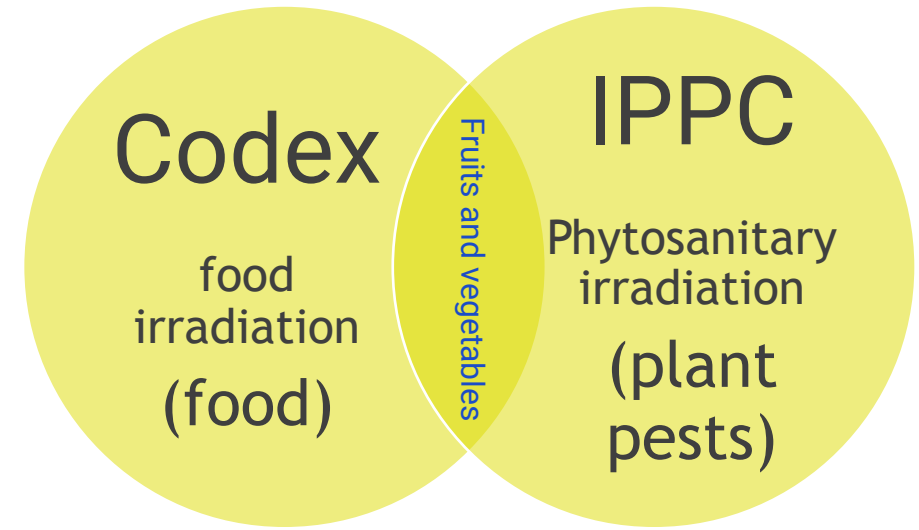 Codex
food
irradiation
(food)
Fruits and vegetables
IPPC
Phytosanitary
irradiation
(plant
pests)